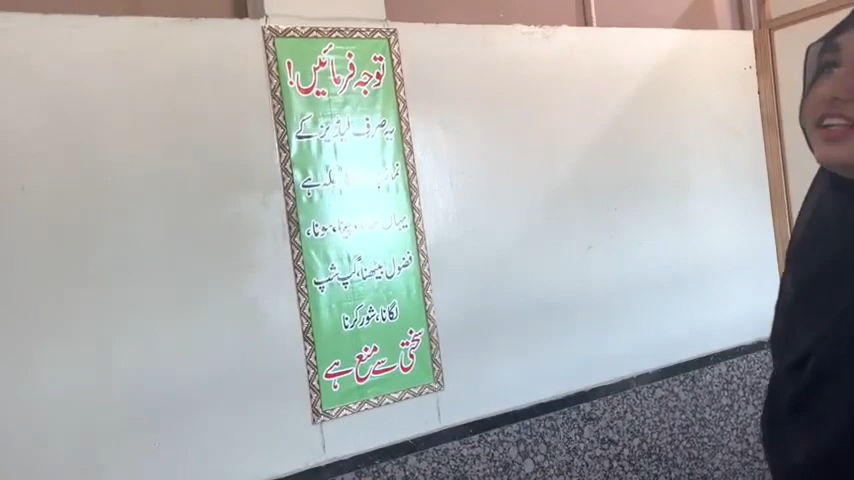 توجہ فرمائیں!
یہ صرف لیڈیز کے
جگہ ہے
یہاں سونا،
فضول بیٹھنا، گپ شپ
لگانا، شور کرنا
سختی سے منع ہے